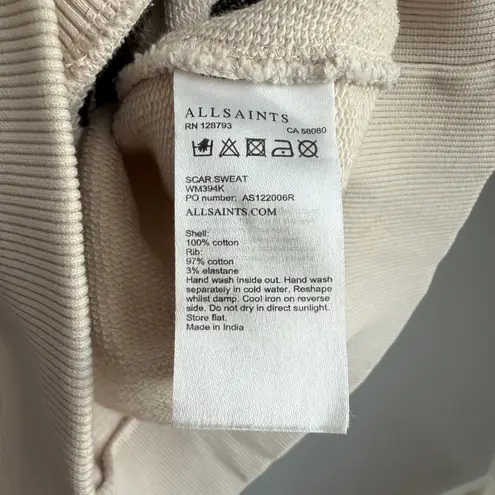 ALLSAINTS
RN 128793 CA 58080
SCAR SWEAT
WM394K
PO number: AS122006R
ALLSAINTS.COM
Shell:
100% cotton
Rib:
97% cotton
3% elastane
Hand wash inside out. Hand wash
separately in cold water. Reshape
whilst damp. Cool iron on reverse
side. Do not dry in direct sunlight.
Store flat.
Made in India